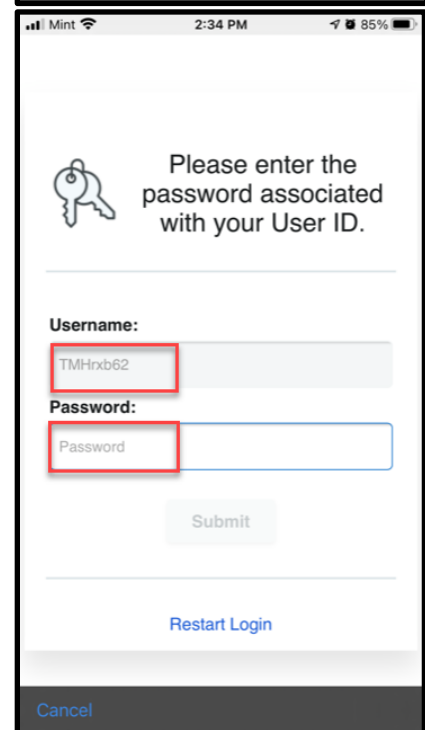 Mint 2:34 PM 85%
Please enter the
password associated
with your User ID.
Username:
TMHrxb62
Password:
Password
Submit
Restart Login
Cancel